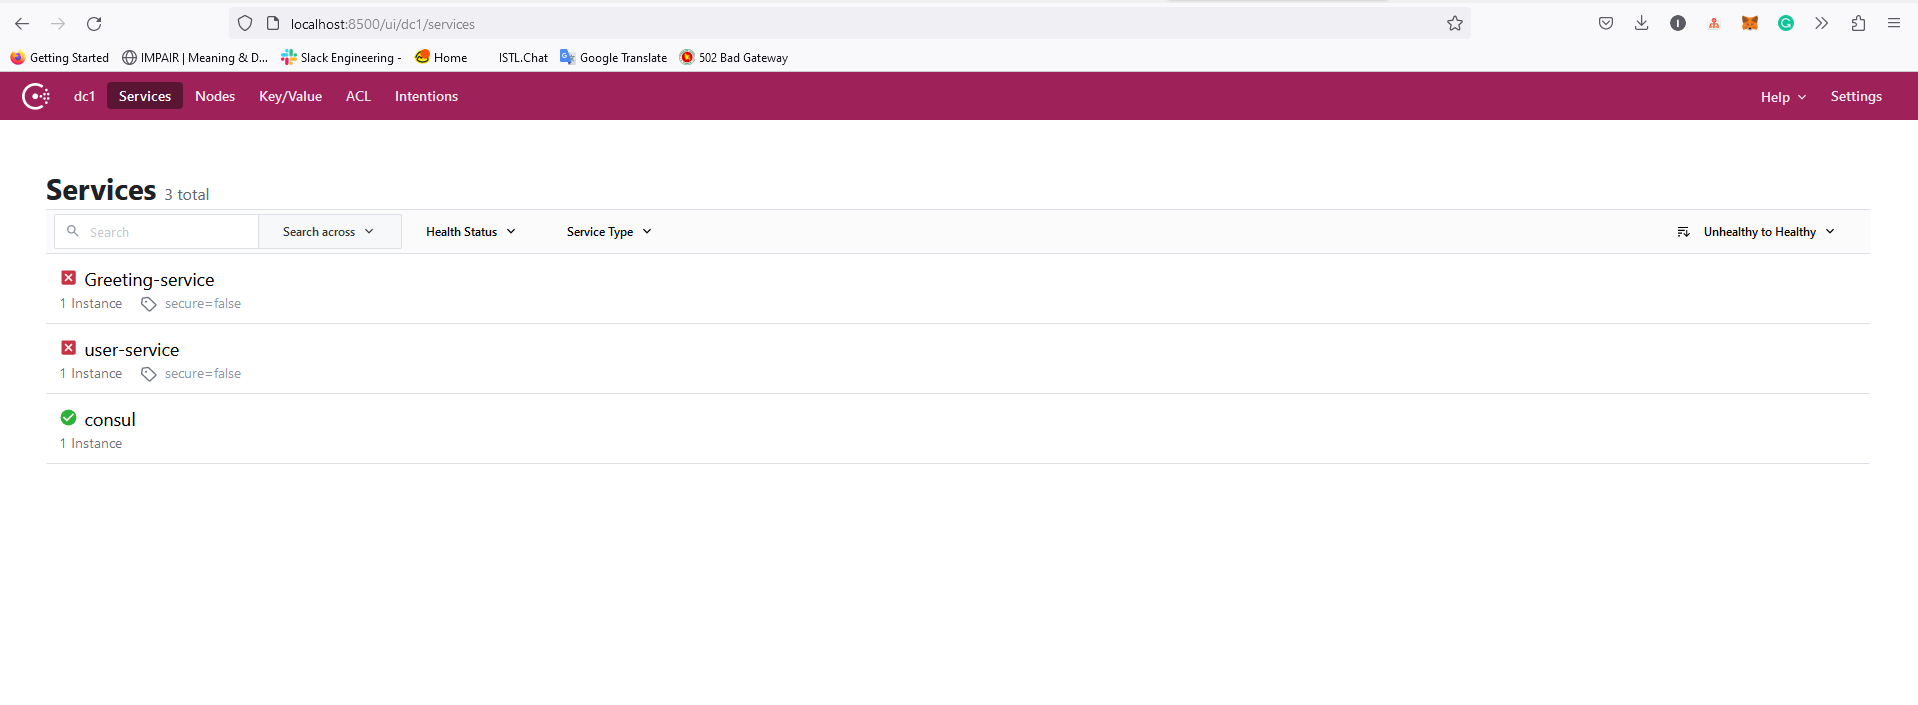 localhost:8500/ui/dc1/services
Getting Started IMPAIR | Meaning & D... Slack Engineering - Home ISTL.Chat Google Translate 502 Bad Gateway
dc1 Services Nodes Key/Value ACL Intentions Help Settings
Services 3 total
Search Search across Health Status Service Type Unhealthy to Healthy
Greeting-service
1 Instance secure=false
user-service
1 Instance secure=false
consul
1 Instance